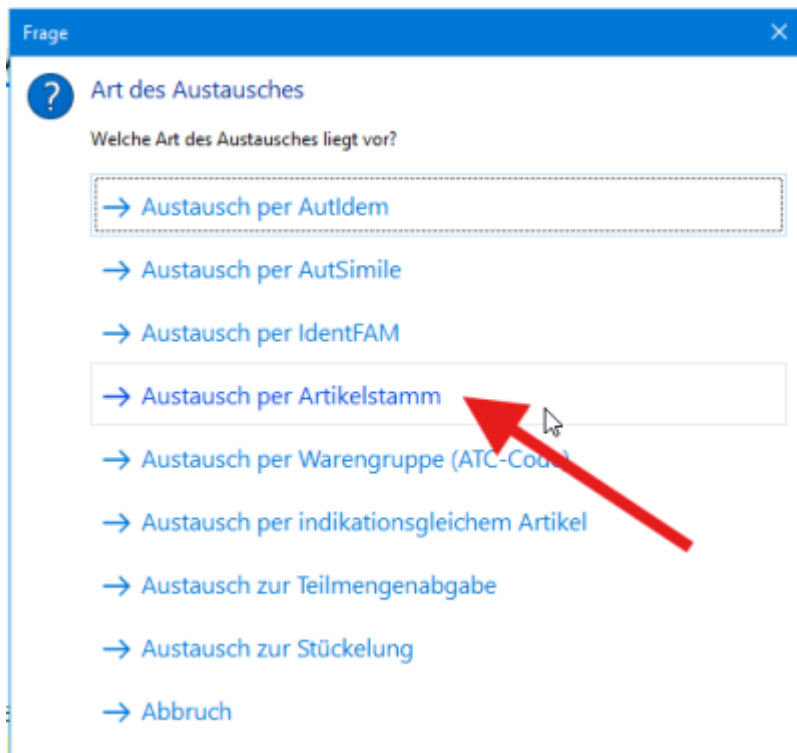 Frage
Art des Austausches
Welche Art des Austausches liegt vor?
Austausch per AutIdem
Austausch per AutSimile
Austausch per IdentFAM
Austausch per Artikelstamm
Austausch per Warengruppe (ATC-Code)
Austausch per indikationsgleichem Artikel
Austausch zur Teilmengenabgabe
Austausch zur Stückelung
Abbruch